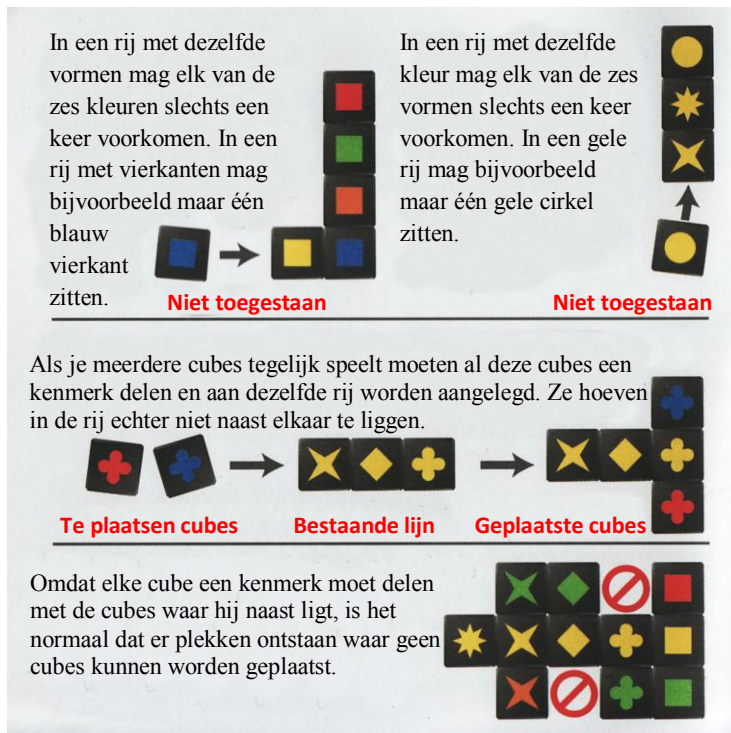 In een rij met dezelfde
vormen mag elk van de
zes kleuren slechts een
keer voorkomen. In een
rij met vierkanten mag
bijvoorbeeld maar één
blauw
vierkant
zitten.
Niet toegestaan
In een rij met dezelfde
kleur mag elk van de zes
vormen slechts een keer
voorkomen. In een gele
rij mag bijvoorbeeld
maar één gele cirkel
zitten.
Niet toegestaan
Als je meerdere cubes tegelijk speelt moeten al deze cubes een
kenmerk delen en aan dezelfde rij worden aangelegd. Ze hoeven
in de rij echter niet naast elkaar te liggen.
Te plaatsen cubes
Bestaande lijn
Geplaatste cubes
Omdat elke cube een kenmerk moet delen
met de cubes waar hij naast ligt, is het
normaal dat er plekken ontstaan waar geen
cubes kunnen worden geplaatst.